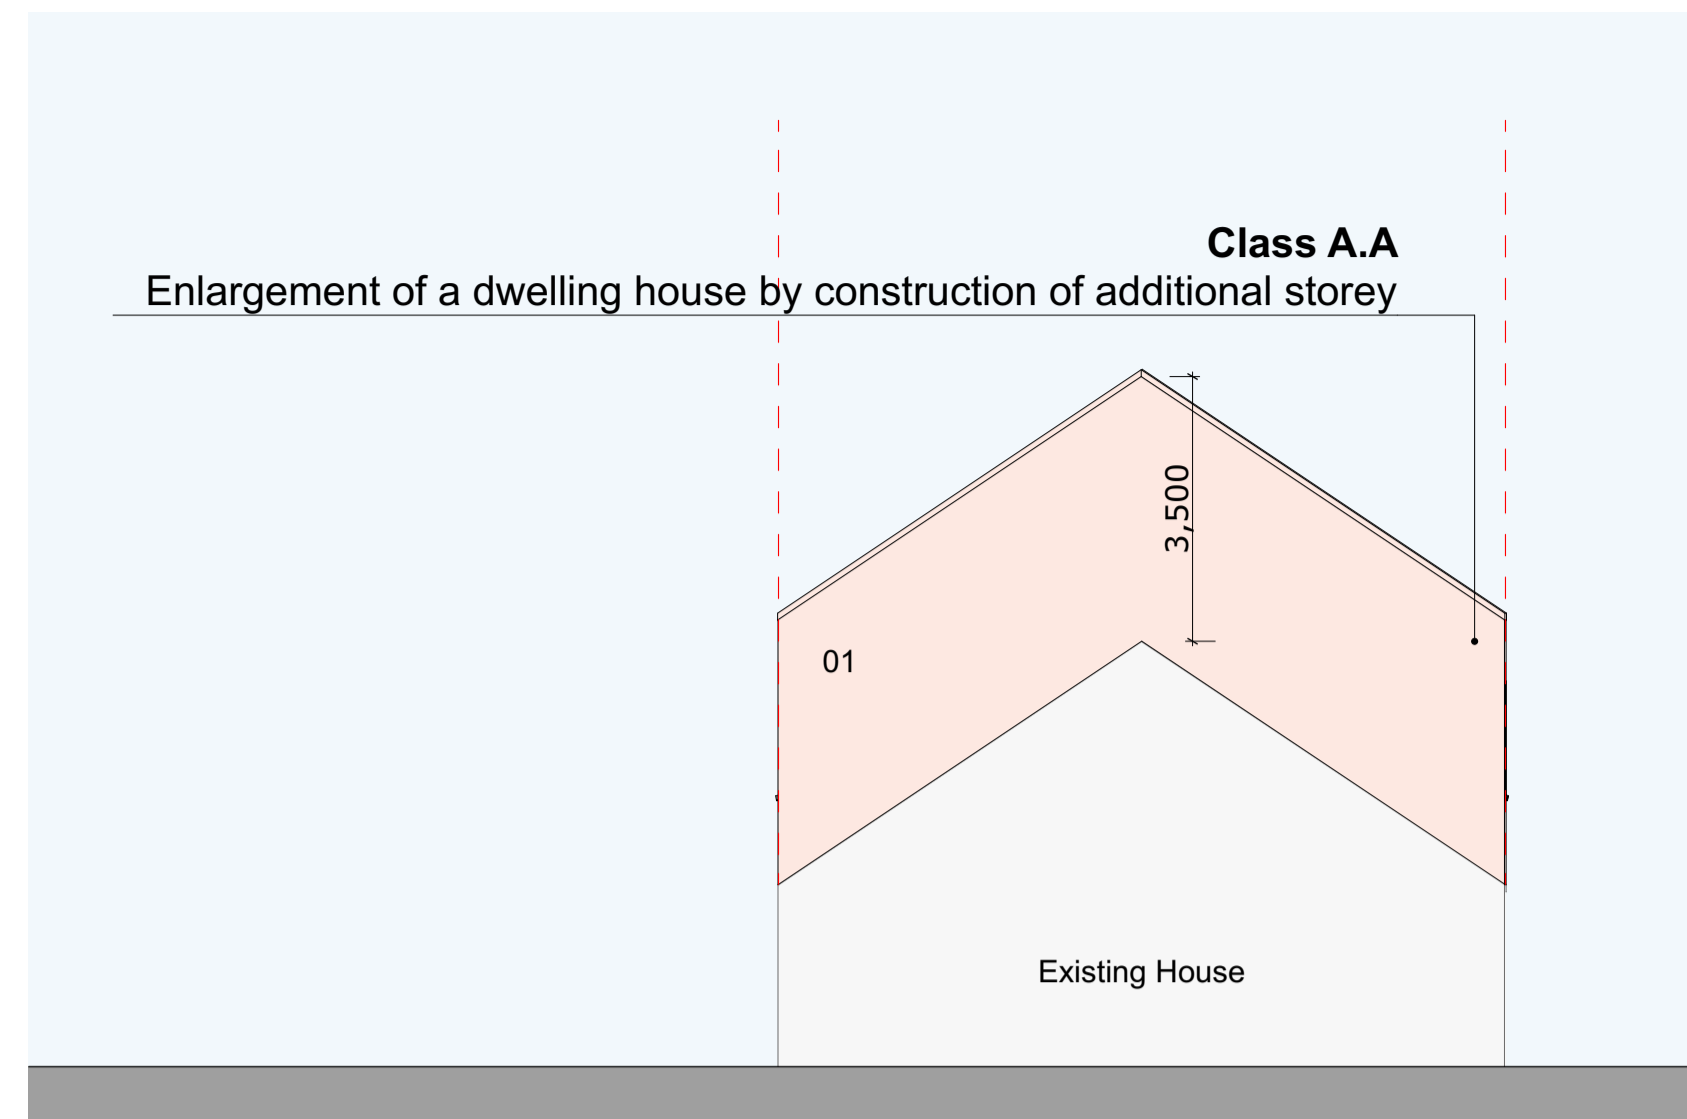 Class A.A
Enlargement of a dwelling house by construction of additional storey
3,500
01
Existing House